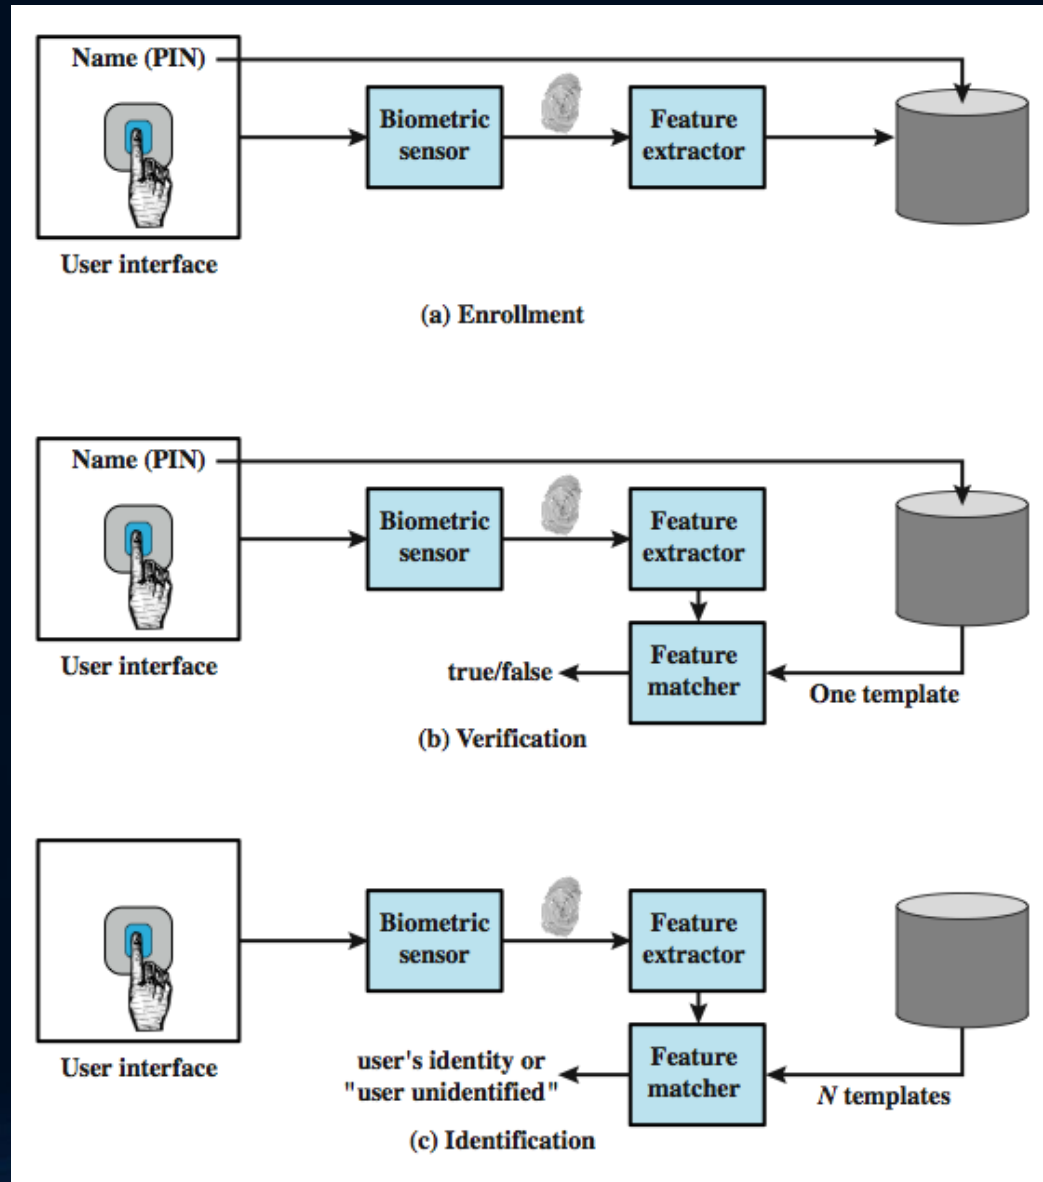 Name (PIN)
Biometric
sensor
Feature
extractor
User interface
(a) Enrollment
Name (PIN)
Biometric
sensor
Feature
extractor
Feature
matcher
true/false
One template
User interface
(b) Verification
Biometric
sensor
Feature
extractor
Feature
matcher
user's identity or
"user unidentified"
N templates
User interface
(c) Identification